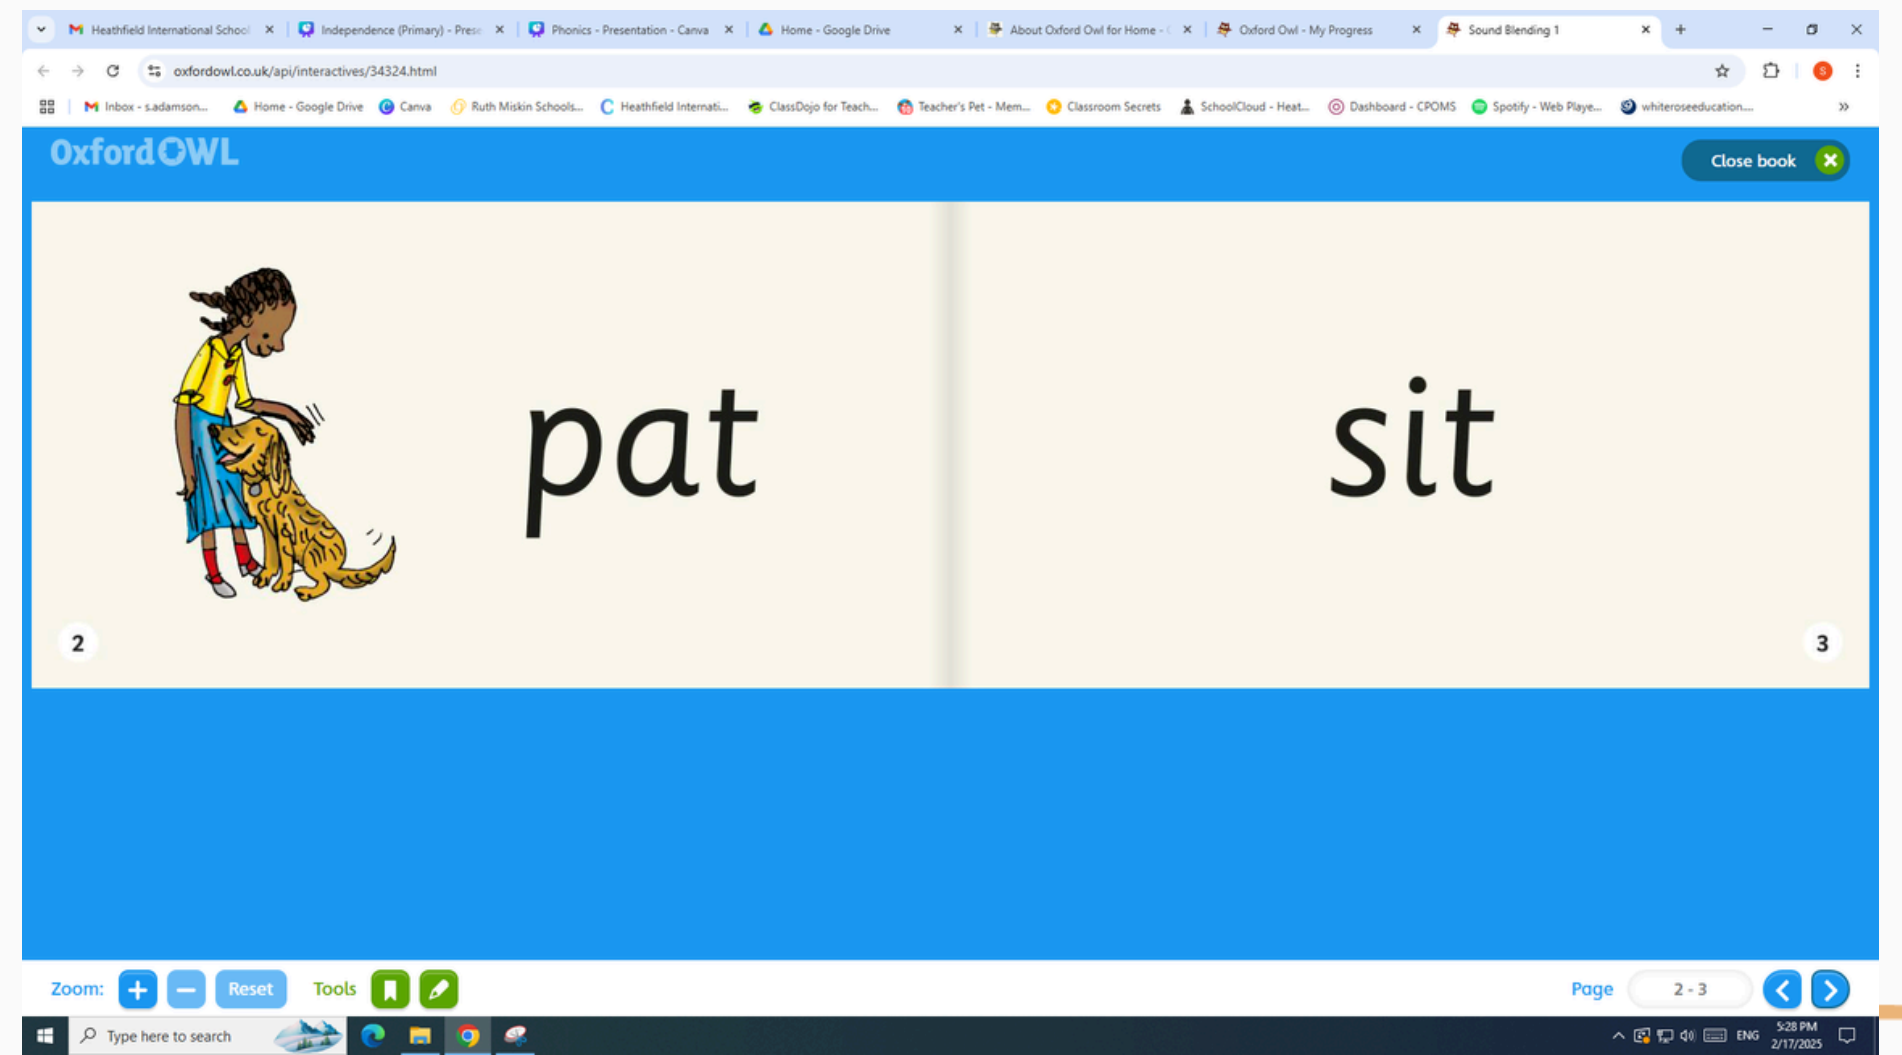 Heathfield International School
Independence (Primary) - Prese
Phonics - Presentation - Canva
Home - Google Drive
About Oxford Owl for Home -
Oxford Owl - My Progress
Sound Blending 1
oxfordowl.co.uk/api/interactives/34324.html
S
Inbox - s.adamson...
Home - Google Drive
Canva
Ruth Miskin Schools...
Heathfield Internati...
ClassDojo for Teach...
Teacher's Pet - Mem...
Classroom Secrets
SchoolCloud - Heat...
Dashboard - CPOMS
Spotify - Web Playe...
whiteroseeducation....
Oxford OWL
Close book
pat
sit
2
3
Zoom:
Reset
Tools
Page
2 - 3
Type here to search
ENG
5:28 PM
2/17/2025